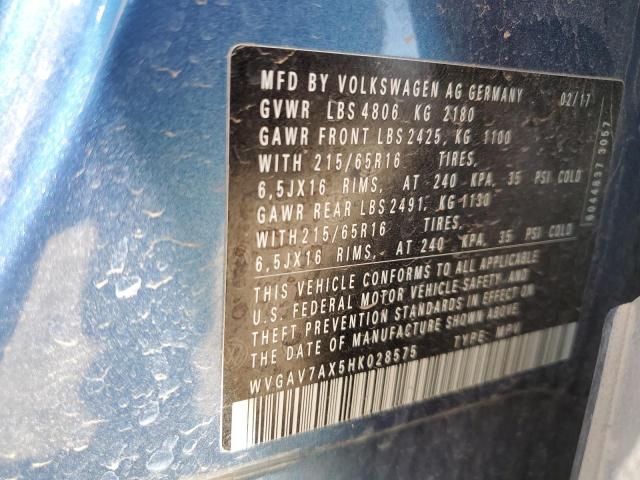 MFD BY VOLKSWAGEN AG GERMANY 02/17
GVWR LBS 4806 KG 2180
GAWR FRONT LBS 2425, KG 1100
WITH 215/65R16 TIRES,
6,5JX16 RIMS, AT 240 KPA, 35 PSI COLD
GAWR REAR LBS 2491, KG 1130
WITH 215/65R16 TIRES,
6,5JX16 RIMS, AT 240 KPA, 35 PSI COLD
THIS VEHICLE CONFORMS TO ALL APPLICABLE
U.S. FEDERAL MOTOR VEHICLE SAFETY, AND
THEFT PREVENTION STANDARDS IN EFFECT ON
THE DATE OF MANUFACTURE SHOWN ABOVE.
WVGAV7AX5HK028575 TYPE: MPV